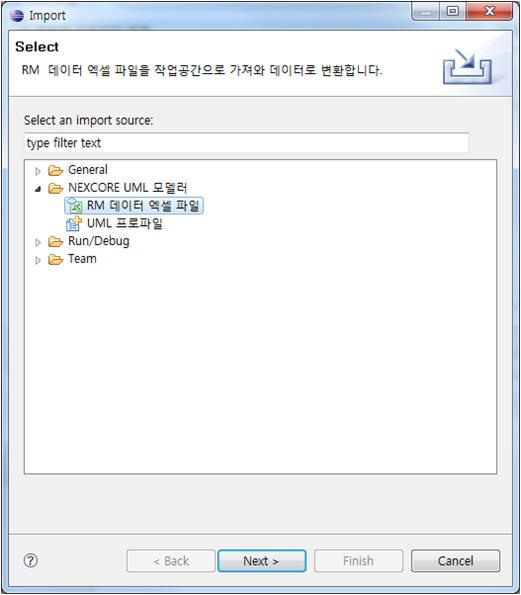 Import
Select
RM 데이터 엑셀 파일을 작업공간으로 가져와 데이터로 변환합니다.
Select an import source:
type filter text
General
NEXCORE UML 모델러
RM 데이터 엑셀 파일
UML 프로파일
Run/Debug
Team
< Back Next > Finish Cancel